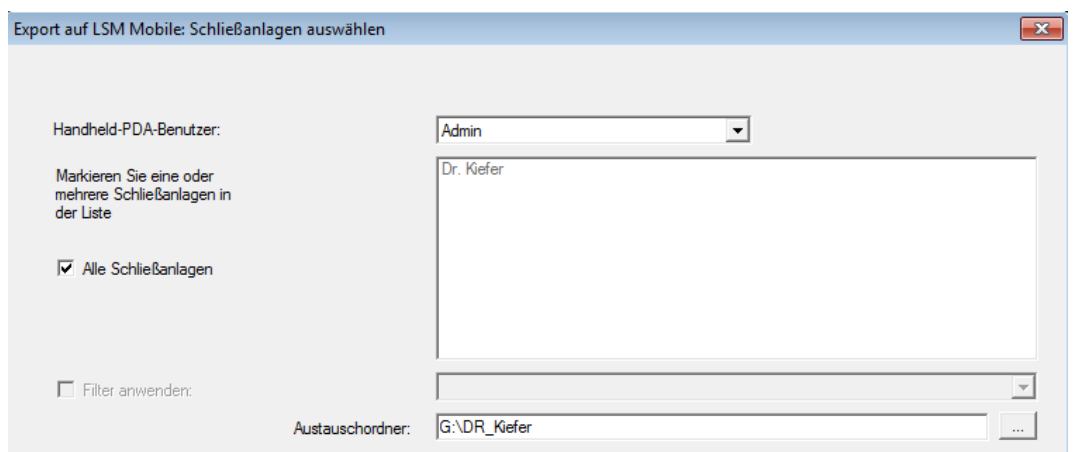 Export auf LSM Mobile: Schließanlagen auswählen
Handheld-PDA-Benutzer:
Admin
Markieren Sie eine oder
mehrere Schließanlagen in
der Liste
Dr. Kiefer
Alle Schließanlagen
Filter anwenden:
Austauschordner:
G:\DR_Kiefer
...